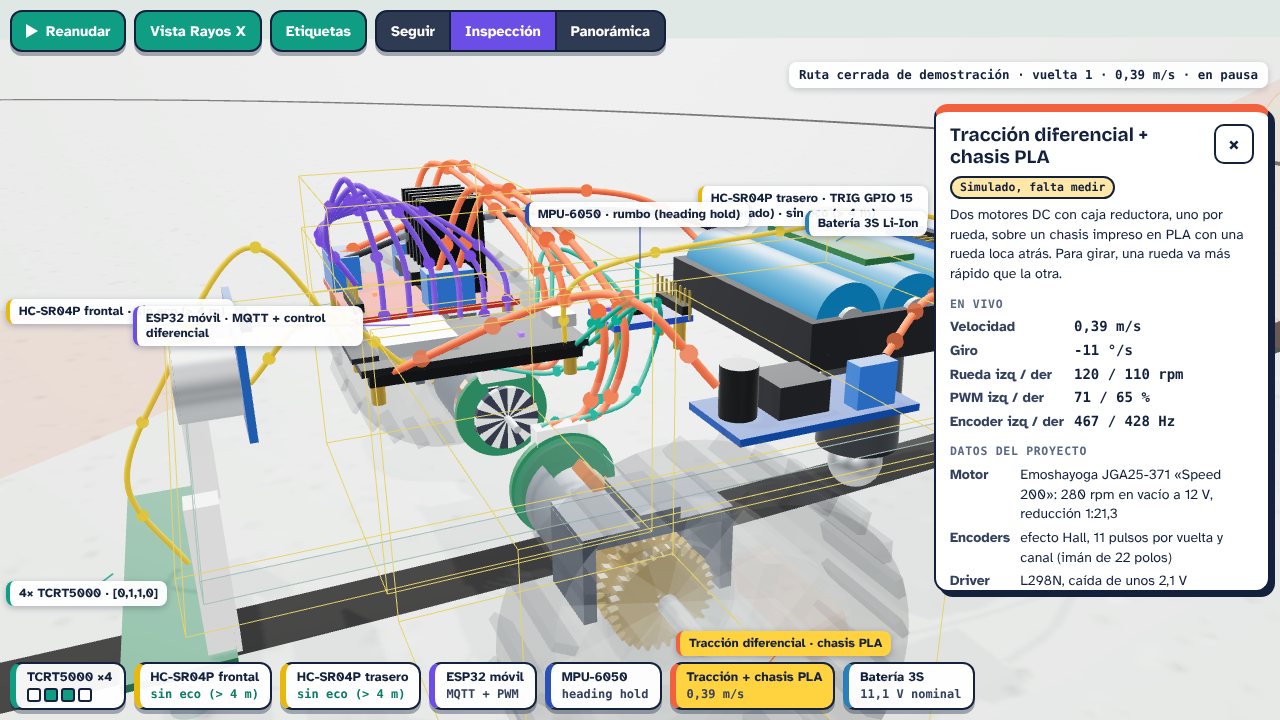 ▶ Reanudar
Vista Rayos X
Etiquetas
Seguir
Inspección
Panorámica
Ruta cerrada de demostración · vuelta 1 · 0,39 m/s · en pausa
Tracción diferencial +
chasis PLA
×
Simulado, falta medir
Dos motores DC con caja reductora, uno por
rueda, sobre un chasis impreso en PLA con una
rueda loca atrás. Para girar, una rueda va más
rápido que la otra.
EN VIVO
Velocidad 0,39 m/s
Giro -11 °/s
Rueda izq / der 120 / 110 rpm
PWM izq / der 71 / 65 %
Encoder izq / der 467 / 428 Hz
DATOS DEL PROYECTO
Motor Emoshayoga JGA25-371 «Speed
200»: 280 rpm en vacío a 12 V,
reducción 1:21,3
Encoders efecto Hall, 11 pulsos por vuelta y
canal (imán de 22 polos)
Driver L298N, caída de unos 2,1 V
HC-SR04P trasero · TRIG GPIO 15
MPU-6050 · rumbo (heading hold)
Batería 3S Li-Ion
HC-SR04P frontal ·
ESP32 móvil · MQTT + control
diferencial
4× TCRT5000 · [0,1,1,0]
Tracción diferencial · chasis PLA
TCRT5000 ×4
HC-SR04P frontal
sin eco (> 4 m)
HC-SR04P trasero
sin eco (> 4 m)
ESP32 móvil
MQTT + PWM
MPU-6050
heading hold
Tracción + chasis PLA
0,39 m/s
Batería 3S
11,1 V nominal